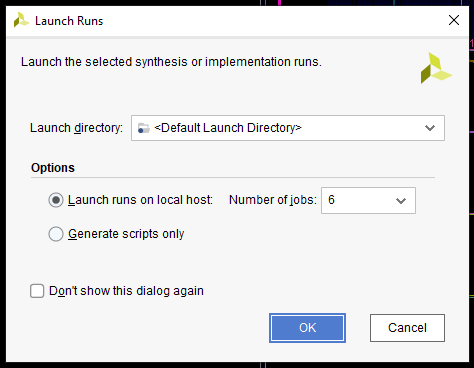 Launch Runs
Launch the selected synthesis or implementation runs.
Launch directory: <Default Launch Directory>
Options
Launch runs on local host: Number of jobs: 6
Generate scripts only
Don't show this dialog again
OK Cancel